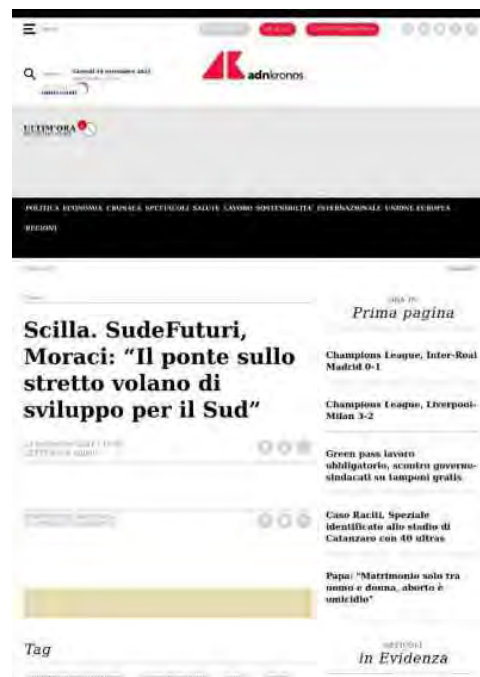 adnkronos
ULTIM'ORA
POLITICA ECONOMIA CRONACA SPETTACOLI SALUTE LAVORO SOSTENIBILITA' INTERNAZIONALE UNIONE EUROPEA
REGIONI
Scilla. SudeFuturi,
Moraci: “Il ponte sullo
stretto volano di
sviluppo per il Sud”
ORA IN
Prima pagina
Champions League, Inter-Real
Madrid 0-1
Champions League, Liverpool-
Milan 3-2
Green pass lavoro
obbligatorio, scontro governo-
sindacati su tamponi gratis
Caso Raciti, Speziale
identificato allo stadio di
Catanzaro con 40 ultras
Papa: "Matrimonio solo tra
uomo e donna, aborto è
omicidio"
Tag
ARTICOLI
in Evidenza